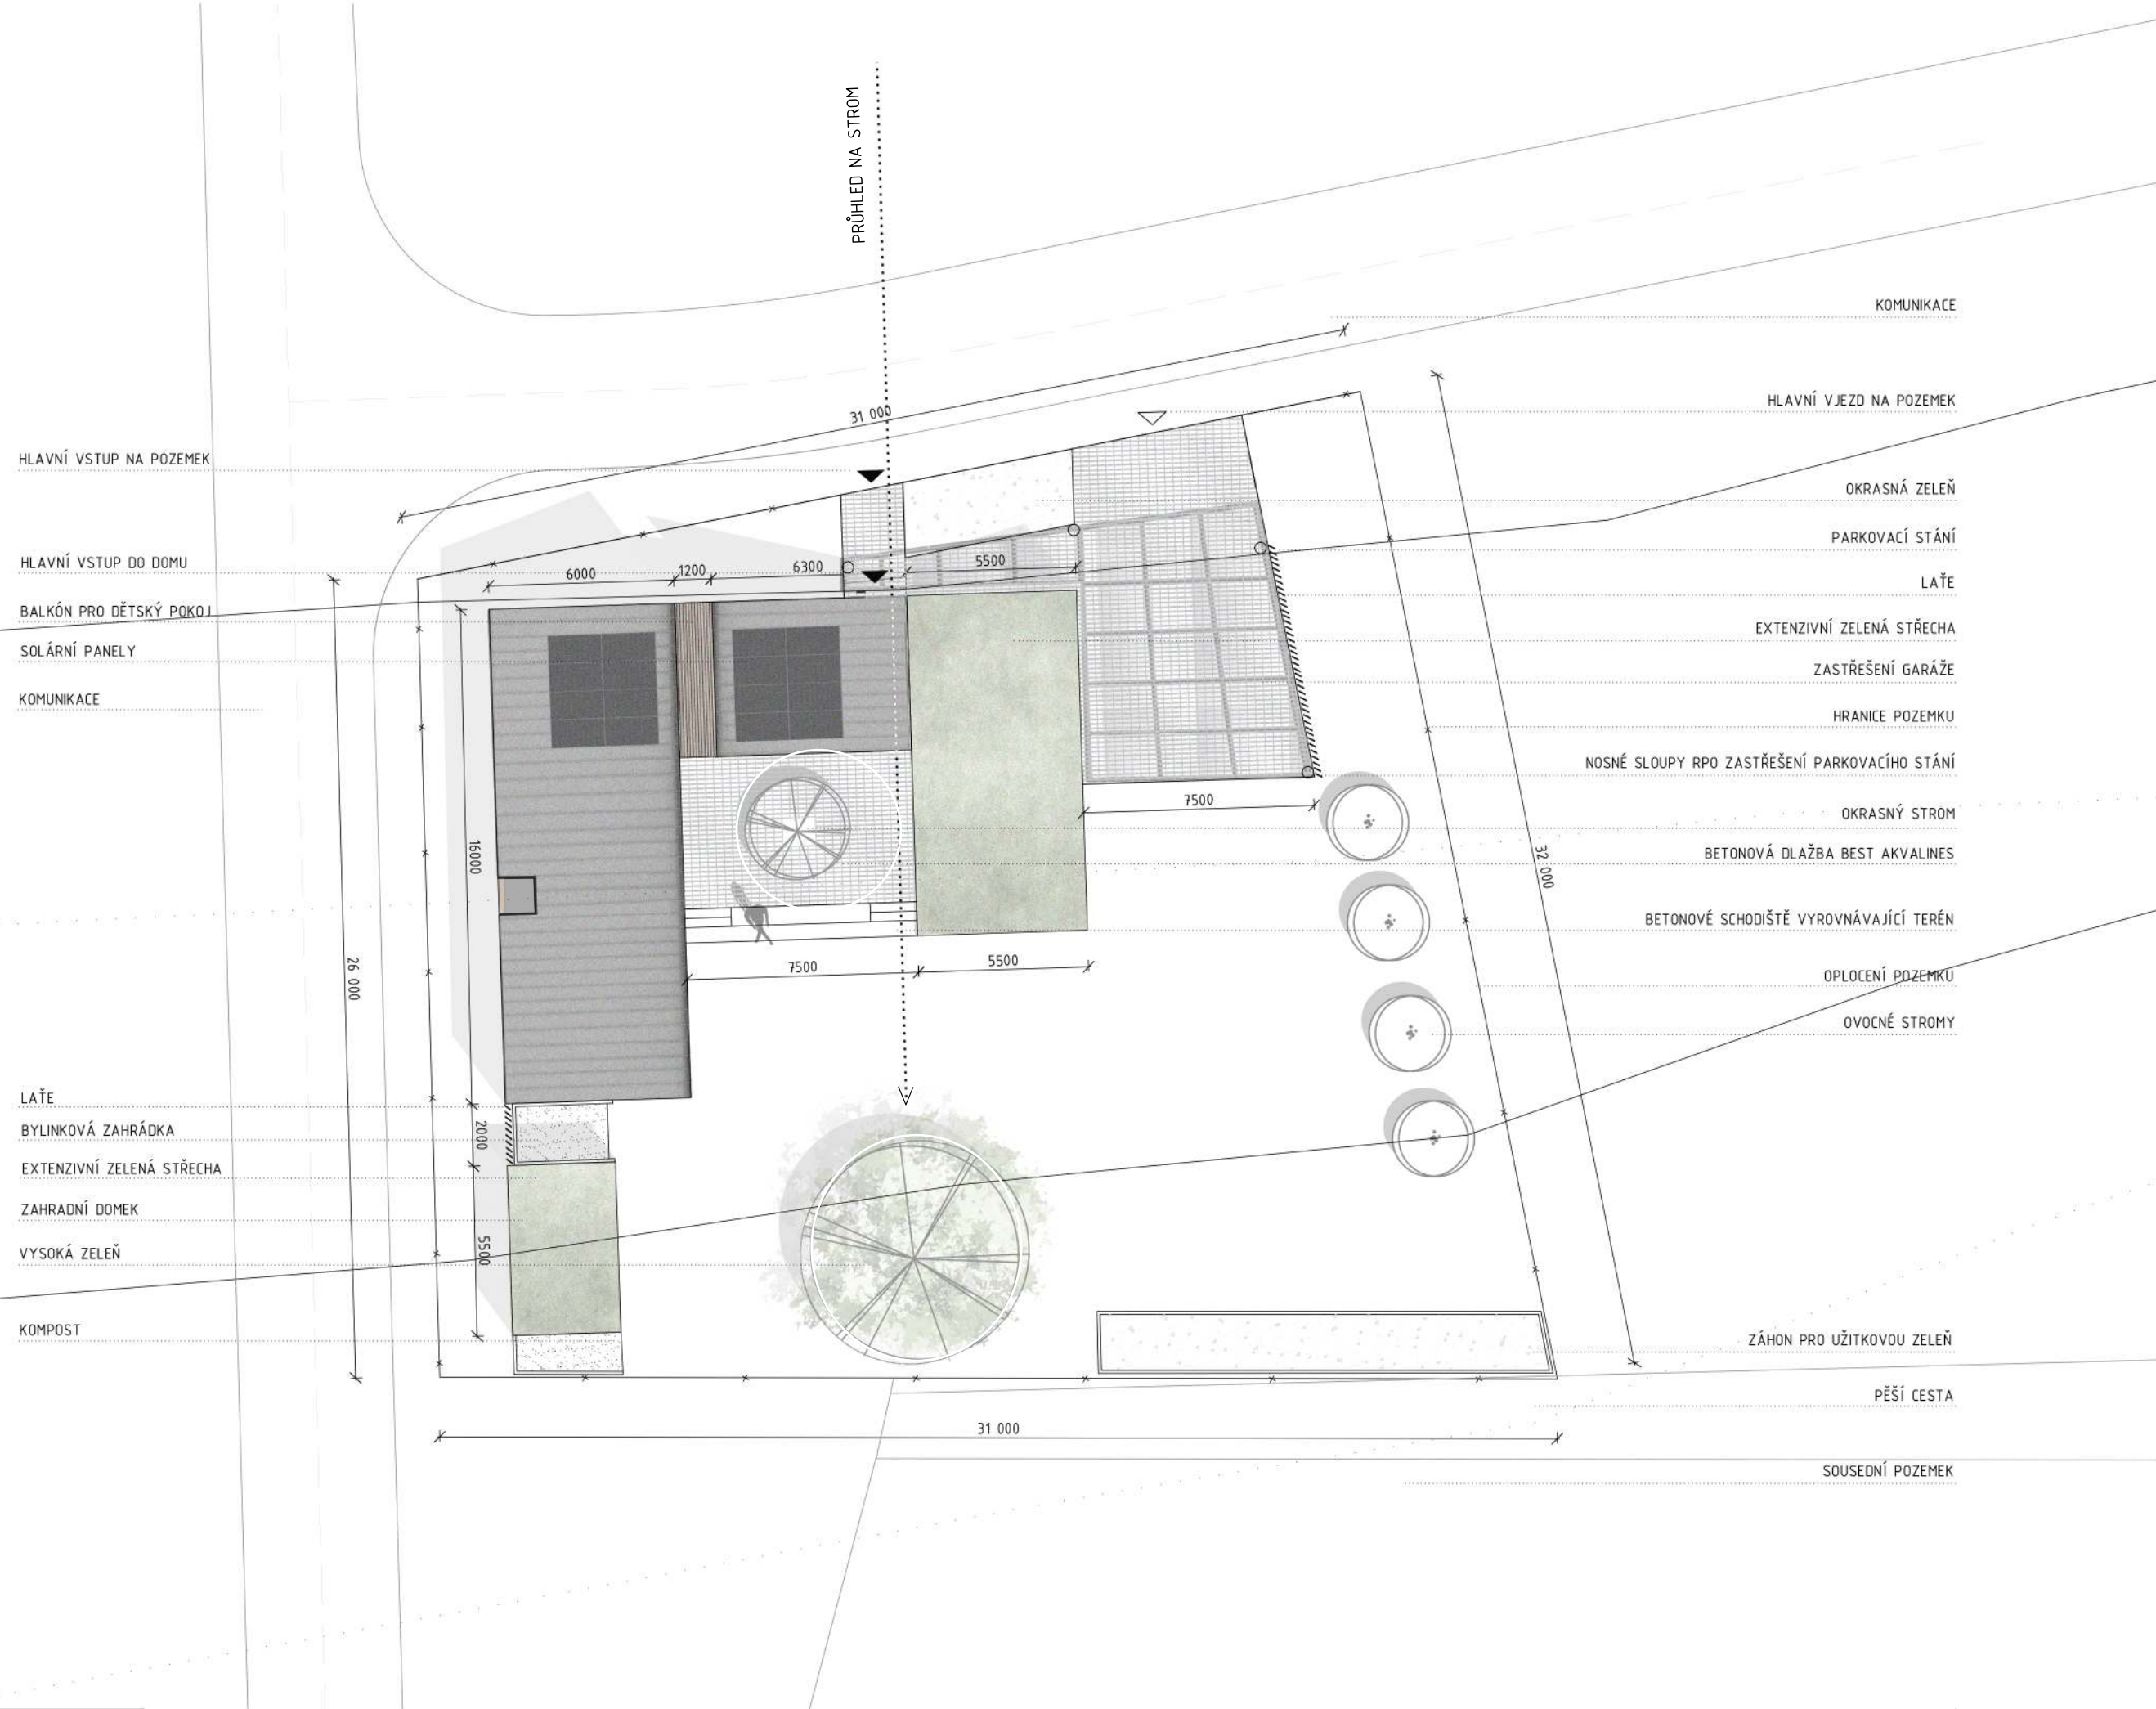 PRŮHLED NA STROM
KOMUNIKACE
HLAVNÍ VJEZD NA POZEMEK
31 000
HLAVNÍ VSTUP NA POZEMEK
OKRASNÁ ZELEŇ
PARKOVACÍ STÁNÍ
HLAVNÍ VSTUP DO DOMU
6000
1200
6300
5500
LAŤE
BALKÓN PRO DĚTSKÝ POKOJ
EXTENZIVNÍ ZELENÁ STŘECHA
SOLÁRNÍ PANELY
ZASTŘEŠENÍ GARÁŽE
KOMUNIKACE
HRANICE POZEMKU
NOSNÉ SLOUPY RPO ZASTŘEŠENÍ PARKOVACÍHO STÁNÍ
7500
OKRASNÝ STROM
16000
BETONOVÁ DLAŽBA BEST AKVALINES
32 000
BETONOVÉ SCHODIŠTĚ VYROVNÁVAJÍCÍ TERÉN
7500
5500
26 000
OPLOCENÍ POZEMKU
OVOCNÉ STROMY
LAŤE
BYLINKOVÁ ZAHRÁDKA
2000
EXTENZIVNÍ ZELENÁ STŘECHA
ZAHRADNÍ DOMEK
VYSOKÁ ZELEŇ
5500
KOMPOST
ZÁHON PRO UŽITKOVOU ZELEŇ
PĚŠÍ CESTA
31 000
SOUSEDNÍ POZEMEK